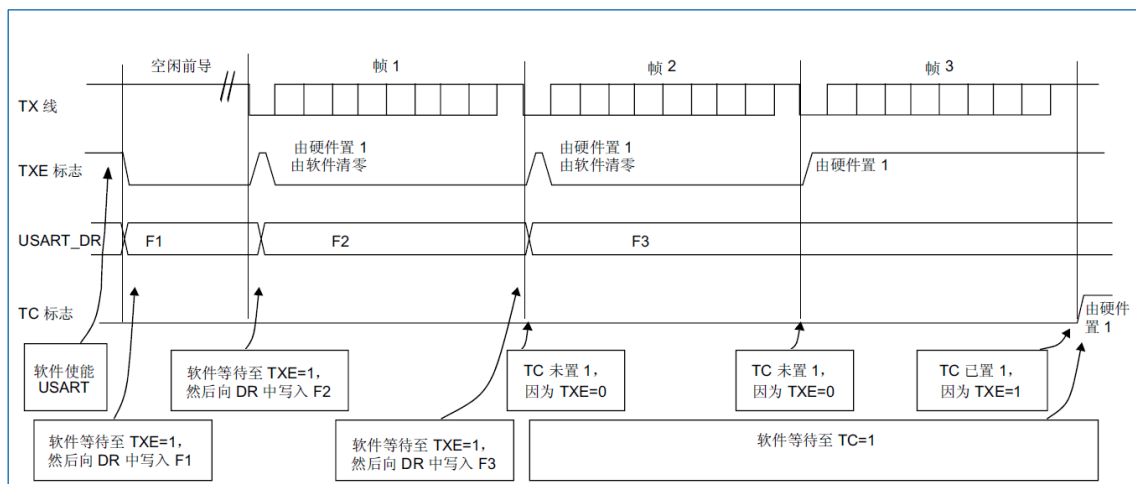 空闲前导
帧 1
帧 2
帧 3
TX 线
由硬件置 1
由软件清零
由硬件置 1
由软件清零
TXE 标志
由硬件置 1
USART_DR
F1
F2
F3
TC 标志
由硬件
置 1
软件使能
USART
软件等待至 TXE=1,
然后向 DR 中写入 F2
TC 未置 1,
因为 TXE=0
TC 未置 1,
因为 TXE=0
TC 已置 1,
因为 TXE=1
软件等待至 TXE=1,
然后向 DR 中写入 F1
软件等待至 TXE=1,
然后向 DR 中写入 F3
软件等待至 TC=1